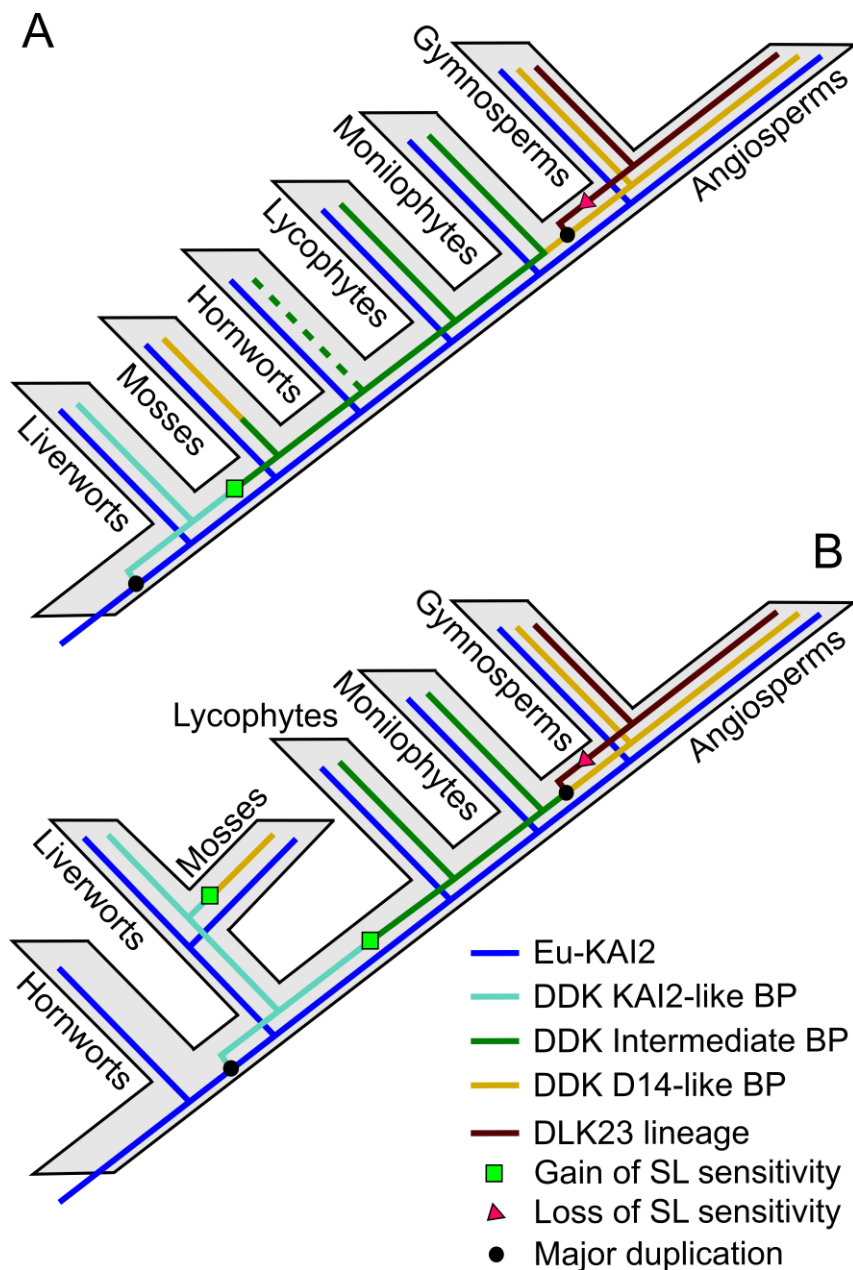 A
Gymnosperms
Angiosperms
Monilophytes
Lycophytes
Hornworts
Mosses
Liverworts
B
Gymnosperms
Angiosperms
Monilophytes
Lycophytes
Mosses
Liverworts
Hornworts
Eu-KAI2
DDK KAI2-like BP
DDK Intermediate BP
DDK D14-like BP
DLK23 lineage
Gain of SL sensitivity
Loss of SL sensitivity
Major duplication